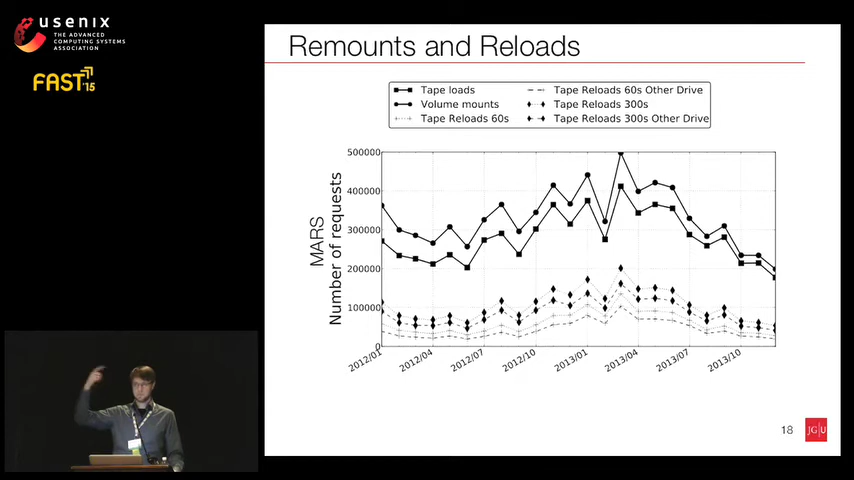 usenix
THE ADVANCED
COMPUTING SYSTEMS
ASSOCIATION
FAST '15
Remounts and Reloads
Tape loads
Volume mounts
Tape Reloads 60s
Tape Reloads 60s Other Drive
Tape Reloads 300s
Tape Reloads 300s Other Drive
MARS
Number of requests
500000
400000
300000
200000
100000
0
2012/01
2012/04
2012/07
2012/10
2013/01
2013/04
2013/07
2013/10
18
JG|U